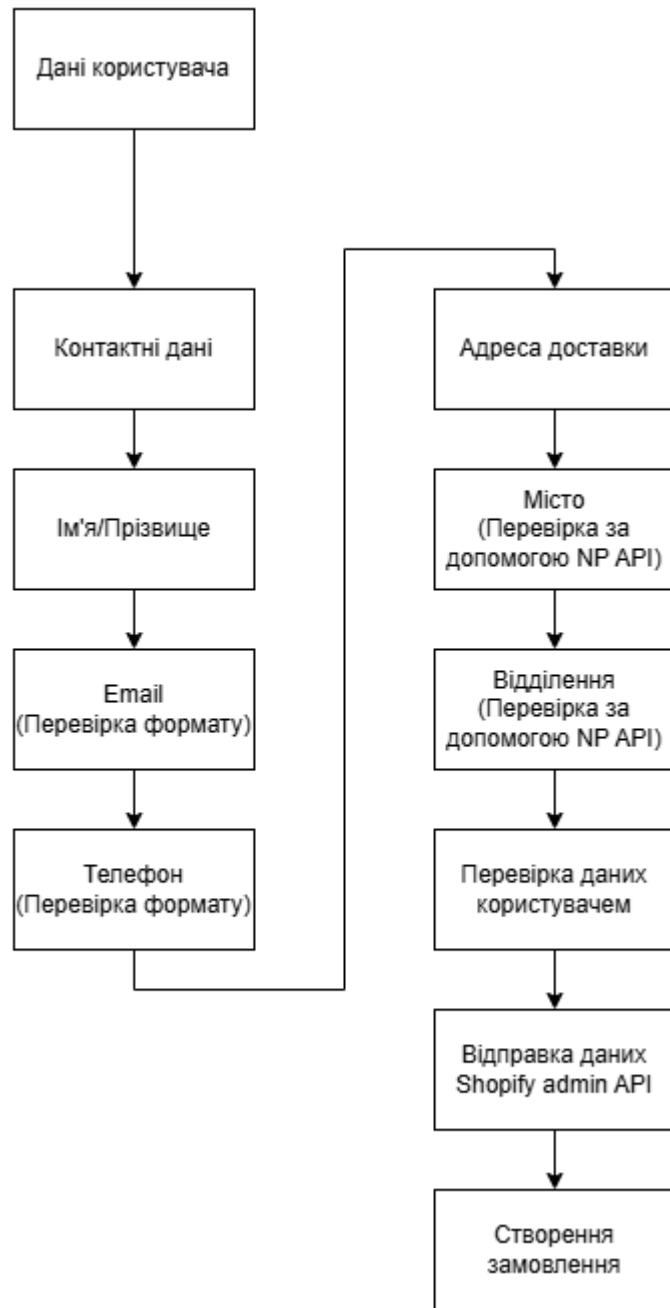 Дані користувача
Контактні дані
Ім'я/Прізвище
Email
(Перевірка формату)
Телефон
(Перевірка формату)
Адреса доставки
Місто
(Перевірка за
допомогою NP API)
Відділення
(Перевірка за
допомогою NP API)
Перевірка даних
користувачем
Відправка даних
Shopify admin API
Створення
замовлення